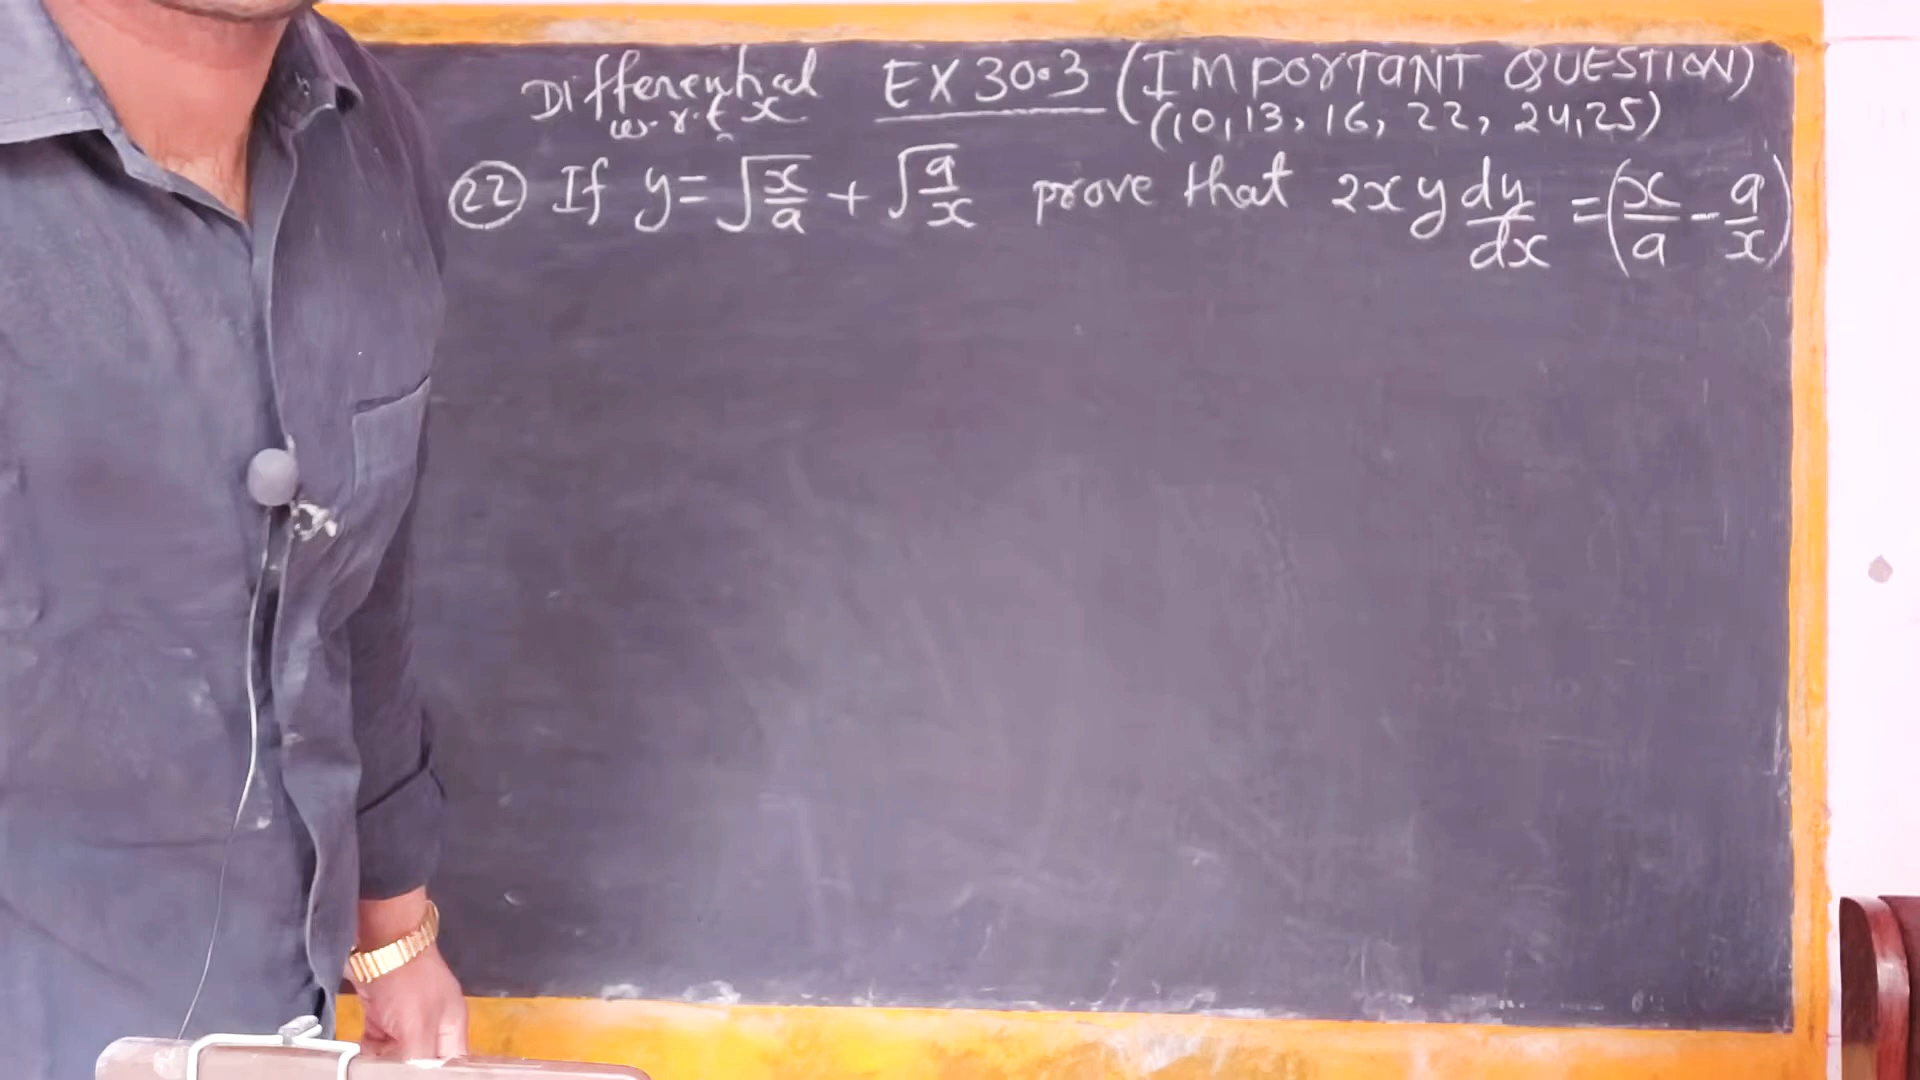 Differential w.r.t x EX 30.3 (IMPORTANT QUESTION)
(10,13, 16, 22, 24,25)
(22) If y=√(x/a) + √(a/x) prove that 2xy dy/dx = (x/a - a/x)